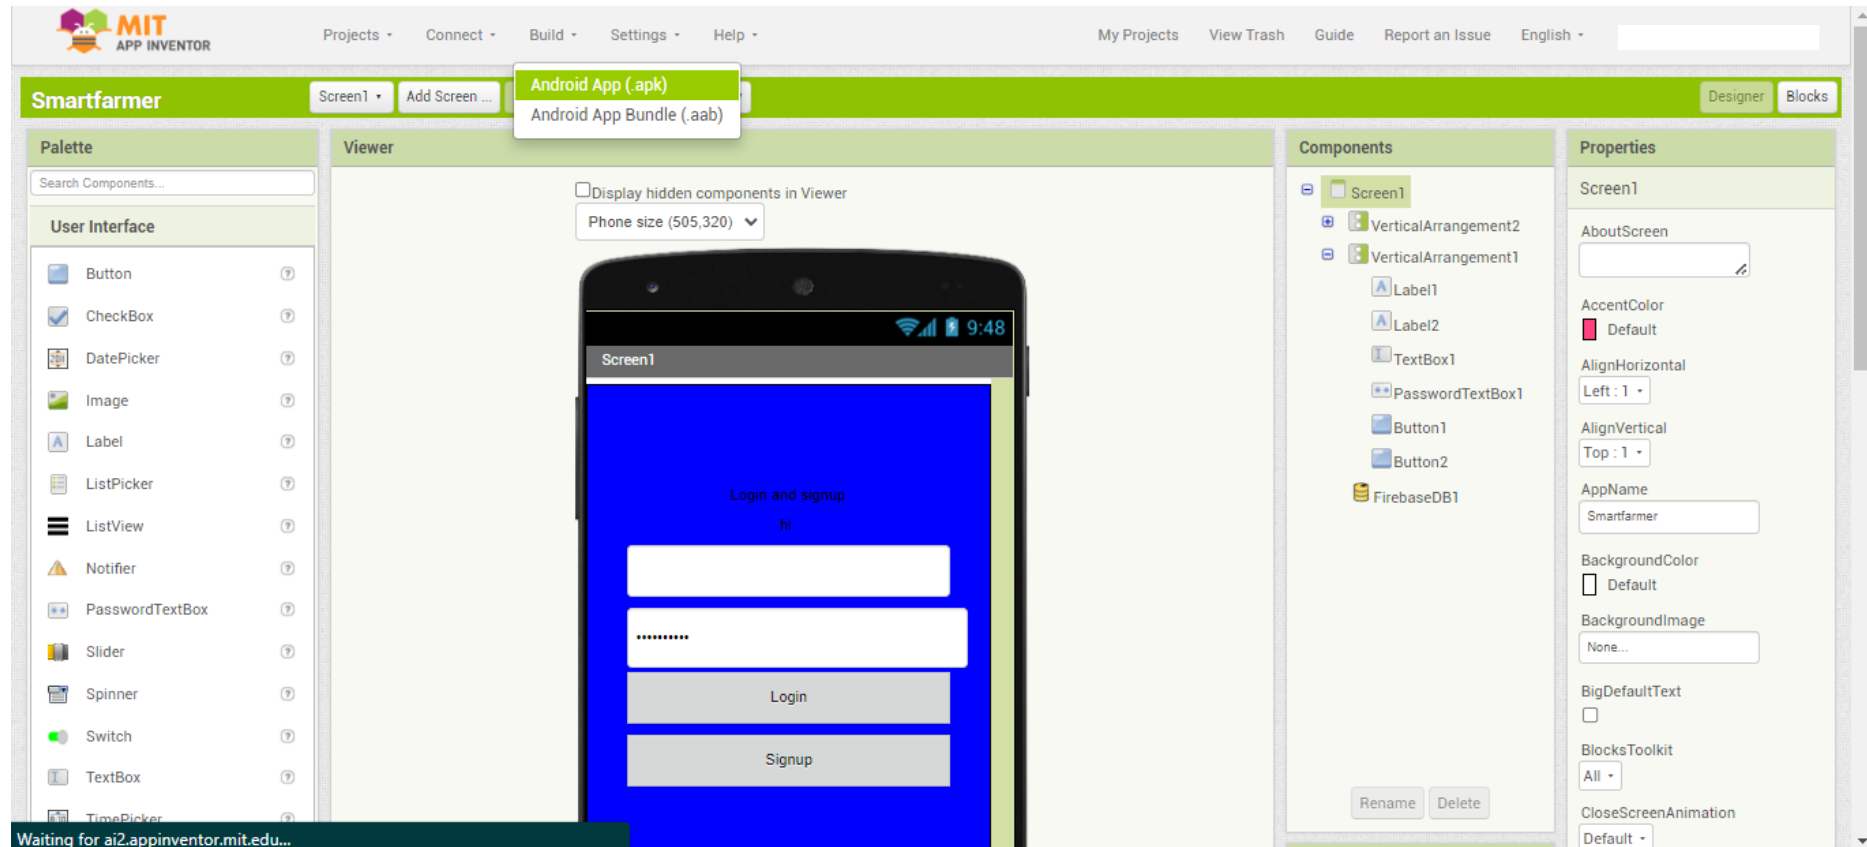 MIT
APP INVENTOR
Projects
Connect
Build
Settings
Help
My Projects
View Trash
Guide
Report an Issue
English
Smartfarmer
Screen1
Add Screen ...
Android App (.apk)
Android App Bundle (.aab)
Designer
Blocks
Palette
Search Components...
User Interface
Button
CheckBox
DatePicker
Image
Label
ListPicker
ListView
Notifier
PasswordTextBox
Slider
Spinner
Switch
TextBox
TimePicker
Waiting for ai2.appinventor.mit.edu...
Viewer
Display hidden components in Viewer
Phone size (505,320)
9:48
Screen1
Login and signup
hi
••••••••••
Login
Signup
Components
Screen1
VerticalArrangement2
VerticalArrangement1
Label1
Label2
TextBox1
PasswordTextBox1
Button1
Button2
FirebaseDB1
Rename
Delete
Properties
Screen1
AboutScreen
AccentColor
Default
AlignHorizontal
Left : 1
AlignVertical
Top : 1
AppName
Smartfarmer
BackgroundColor
Default
BackgroundImage
None...
BigDefaultText
BlocksToolkit
All
CloseScreenAnimation
Default